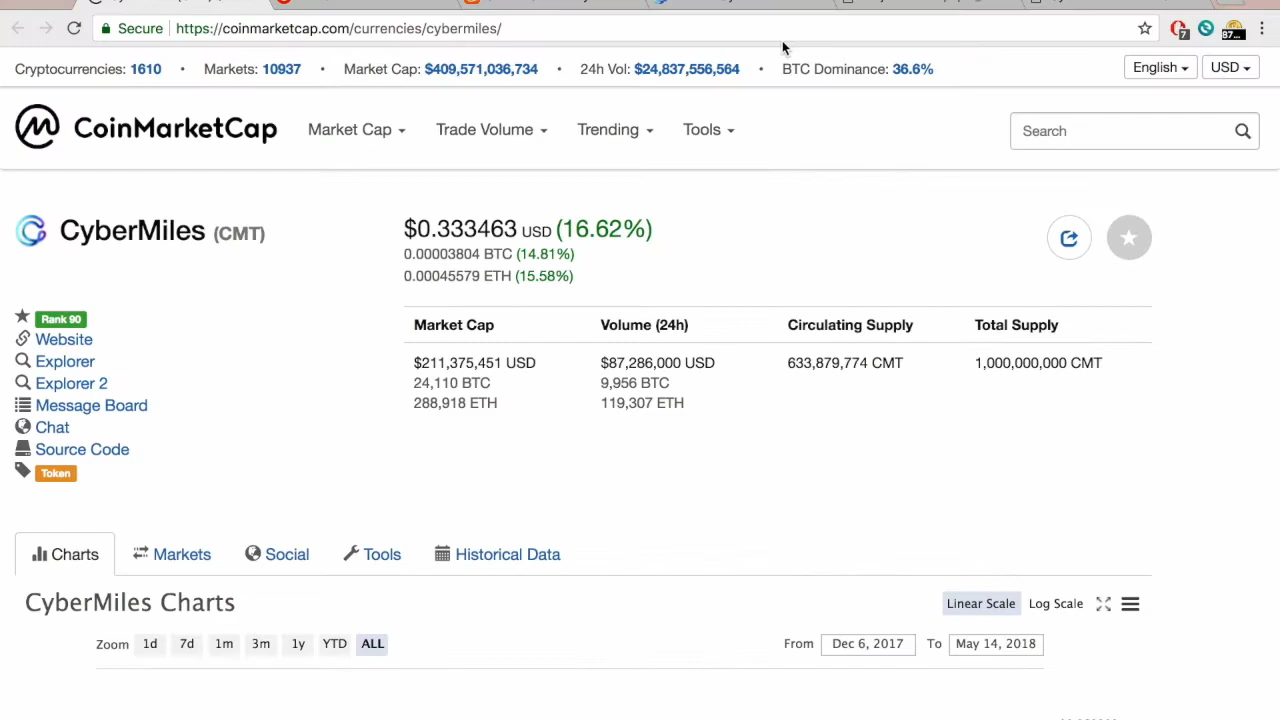 Secure https://coinmarketcap.com/currencies/cybermiles/ 7 87...
Cryptocurrencies: 1610 • Markets: 10937 • Market Cap: $409,571,036,734 • 24h Vol: $24,837,556,564 • BTC Dominance: 36.6% English USD
CoinMarketCap Market Cap Trade Volume Trending Tools Search
CyberMiles (CMT) $0.333463 USD (16.62%)
0.00003804 BTC (14.81%)
0.00045579 ETH (15.58%)
Rank 90
Website
Explorer
Explorer 2
Message Board
Chat
Source Code
Token
Market Cap Volume (24h) Circulating Supply Total Supply
$211,375,451 USD $87,286,000 USD 633,879,774 CMT 1,000,000,000 CMT
24,110 BTC 9,956 BTC
288,918 ETH 119,307 ETH
Charts Markets Social Tools Historical Data
CyberMiles Charts Linear Scale Log Scale
Zoom 1d 7d 1m 3m 1y YTD ALL From Dec 6, 2017 To May 14, 2018